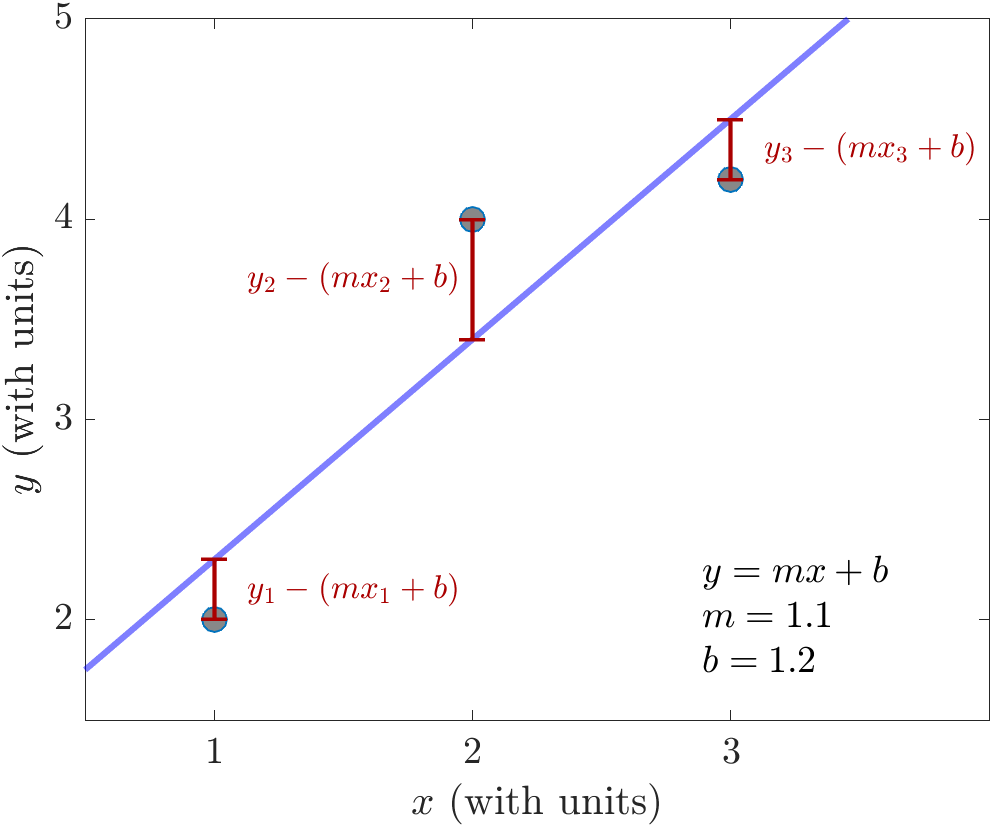 5
4
3
2
1
2
3
y (with units)
x (with units)
y₃ − (mx₃ + b)
y₂ − (mx₂ + b)
y₁ − (mx₁ + b)
y = mx + b
m = 1.1
b = 1.2